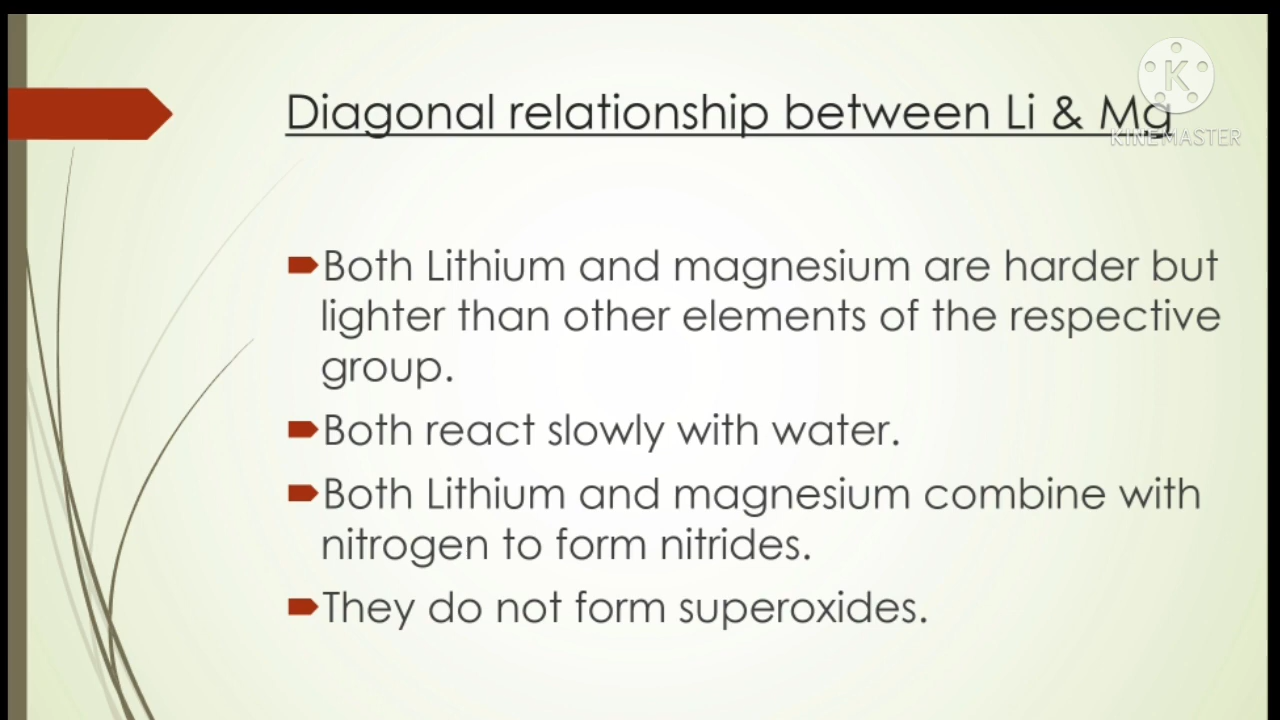 Diagonal relationship between Li & Mg
K
KINEMASTER
Both Lithium and magnesium are harder but
lighter than other elements of the respective
group.
Both react slowly with water.
Both Lithium and magnesium combine with
nitrogen to form nitrides.
They do not form superoxides.